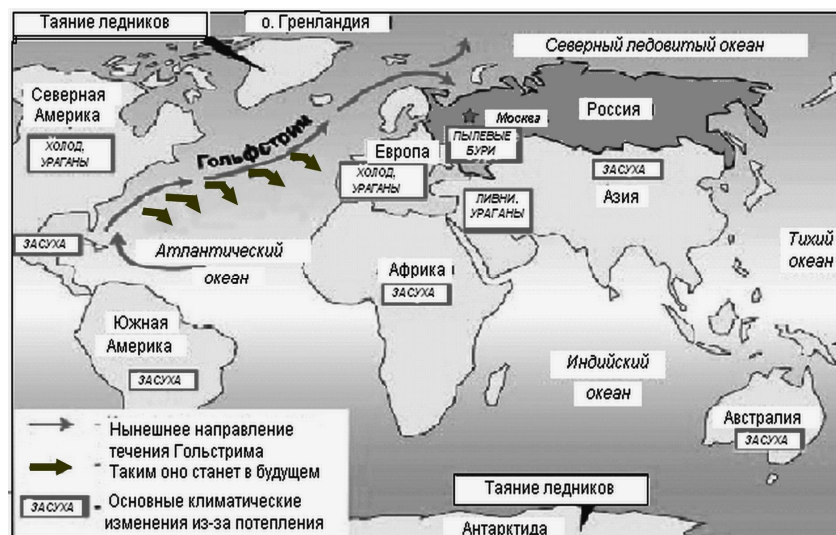 Таяние ледников
о. Гренландия
Северный ледовитый океан
Северная
Америка
ХОЛОД,
УРАГАНЫ
Гольфстрим
Россия
Москва
ПЫЛЕВЫЕ
БУРИ
Европа
ХОЛОД,
УРАГАНЫ
ЗАСУХА
Азия
ЛИВНИ,
УРАГАНЫ
ЗАСУХА
Атлантический
океан
Тихий
океан
Африка
ЗАСУХА
Южная
Америка
ЗАСУХА
Индийский
океан
Австралия
ЗАСУХА
Нынешнее направление
течения Гольстрима
Таким оно станет в будущем
ЗАСУХА - Основные климатические
изменения из-за потепления
Таяние ледников
Антарктида